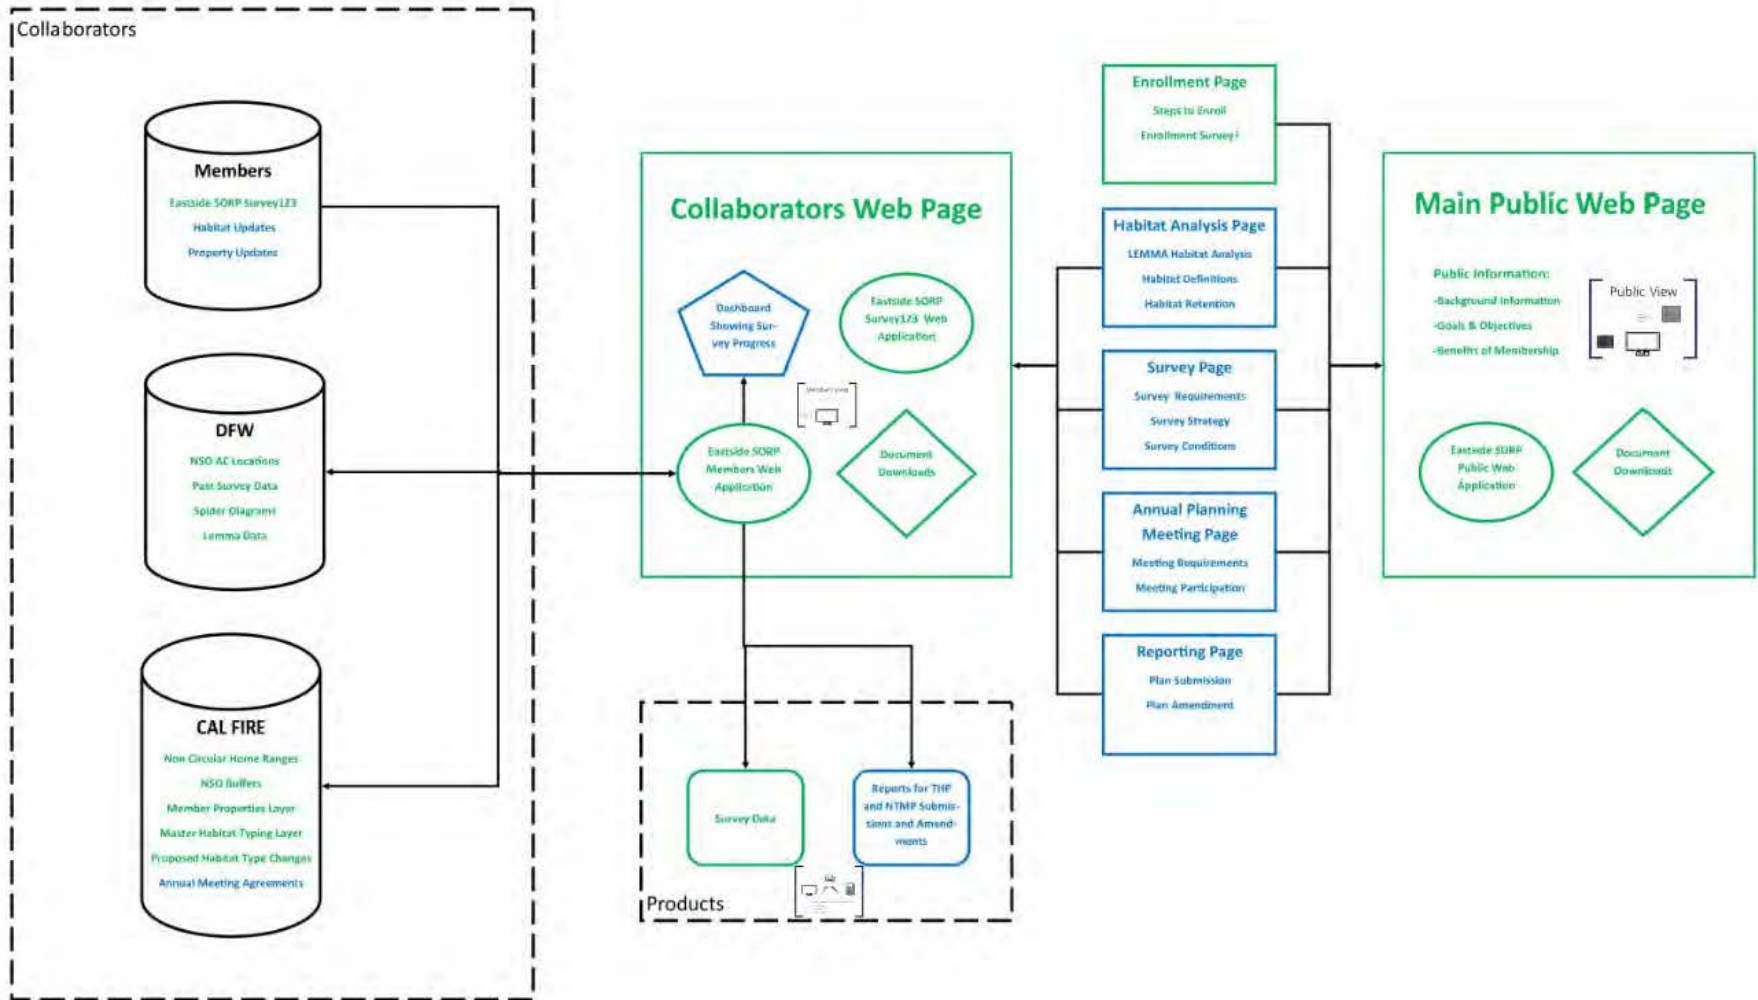 Collaborators
Members
Eastside SORP Survey123
Habitat Updates
Property Updates
DFW
NSO AC Locations
Past Survey Data
Spider Diagrams
Lemma Data
CAL FIRE
Non Circular Home Ranges
NSO Buffers
Member Properties Layer
Master Habitat Typing Layer
Proposed Habitat Type Changes
Annual Meeting Agreements
Collaborators Web Page
Dashboard
Showing Sur-
vey Progress
Eastside SORP
Survey123 Web
Application
Eastside SORP
Members Web
Application
Document
Downloads
Products
Survey Data
Reports for THP
and NTMP Submis-
sions and Amend-
ments
Enrollment Page
Steps to Enroll
Enrollment Survey!
Habitat Analysis Page
LEMMA Habitat Analysis
Habitat Definitions
Habitat Retention
Survey Page
Survey Requirements
Survey Strategy
Survey Conditions
Annual Planning
Meeting Page
Meeting Requirements
Meeting Participation
Reporting Page
Plan Submission
Plan Amendment
Main Public Web Page
Public Information:
-Background Information
-Goals & Objectives
-Benefits of Membership
Public View
Eastside SORP
Public Web
Application
Document
Downloads